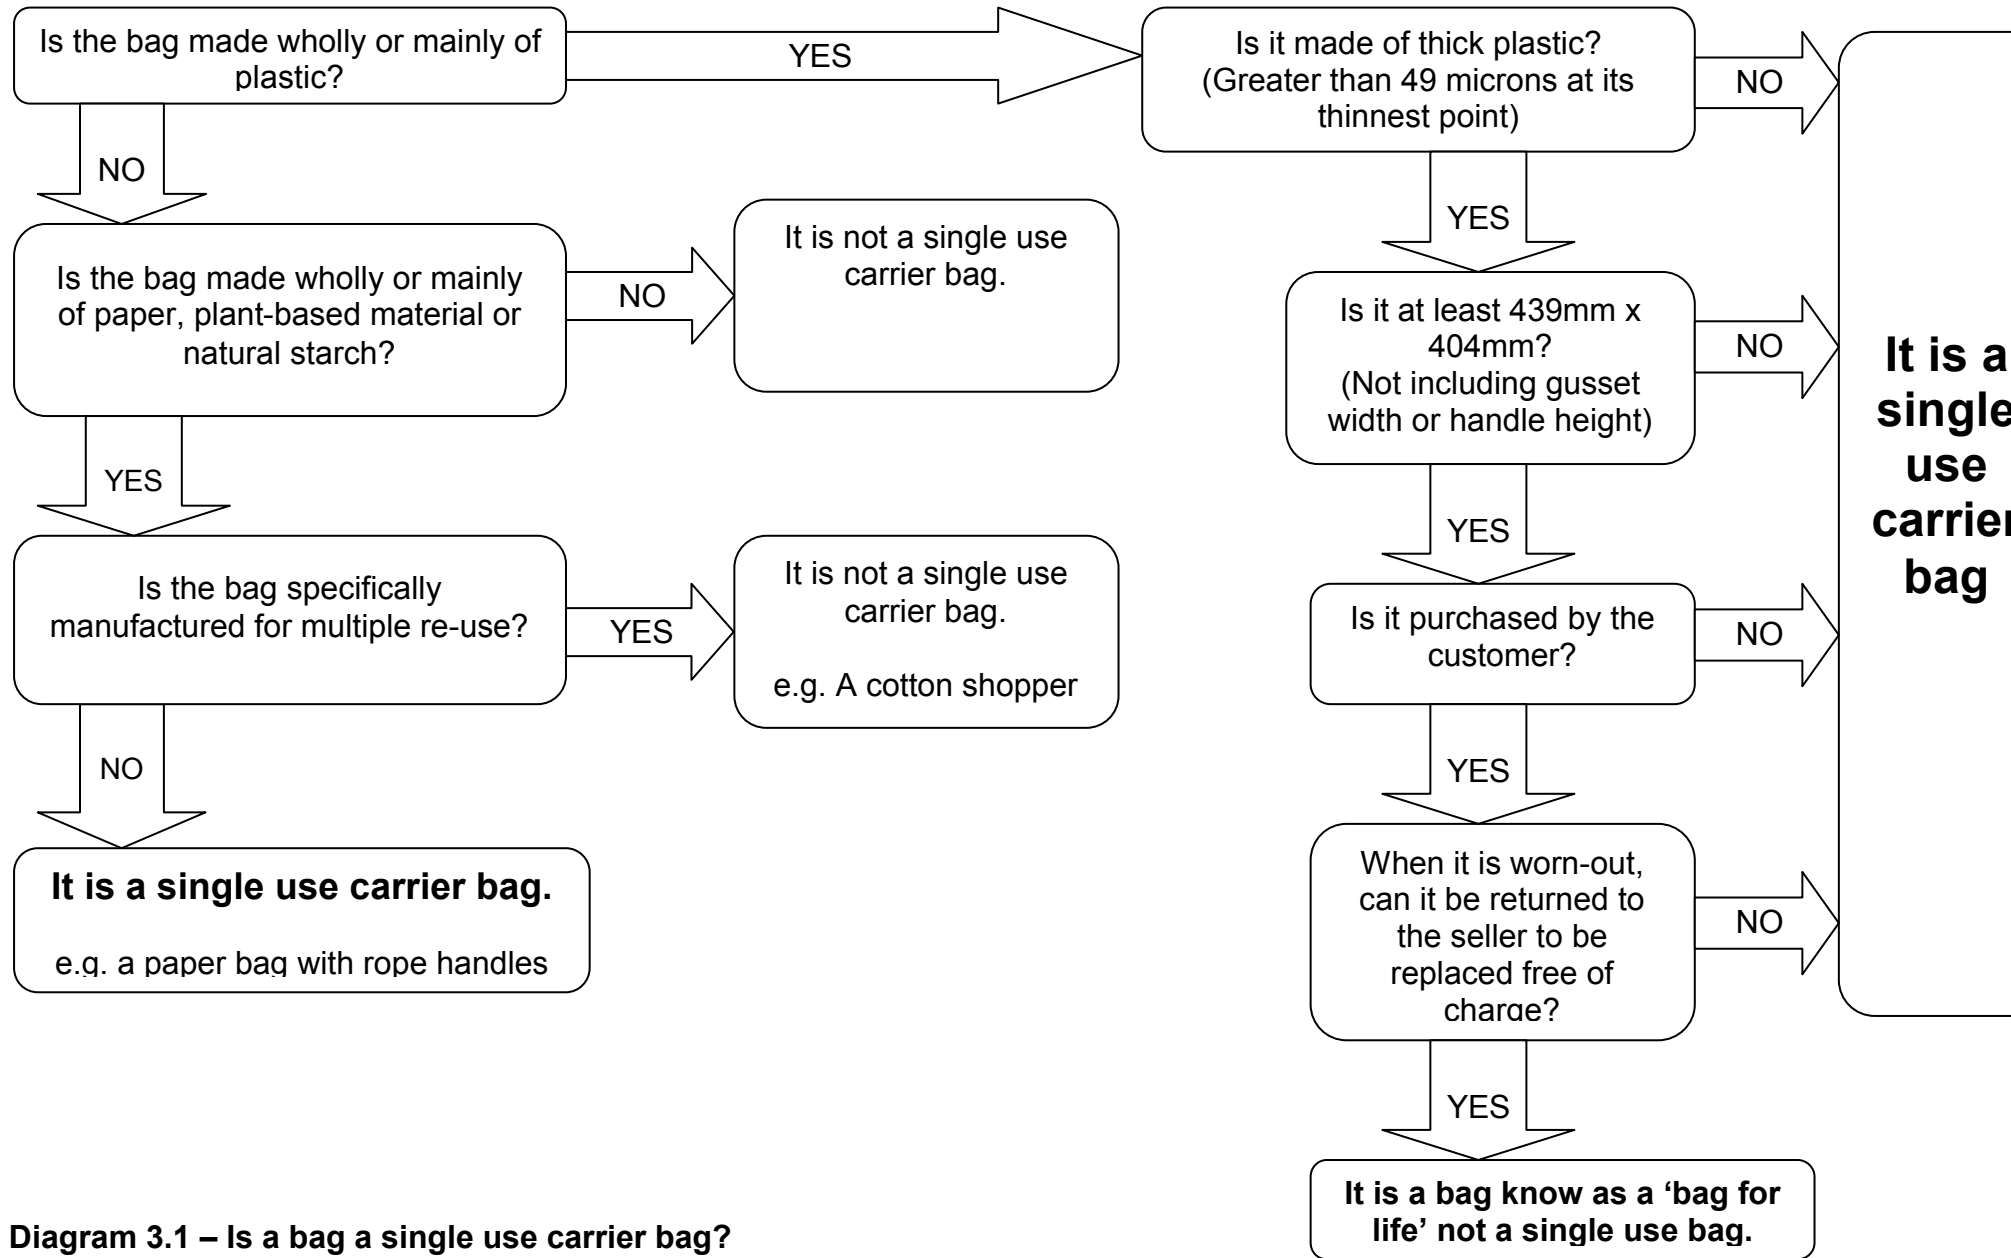 Is the bag made wholly or mainly of
plastic?
YES
Is it made of thick plastic?
(Greater than 49 microns at its
thinnest point)
NO
NO
YES
Is the bag made wholly or mainly
of paper, plant-based material or
natural starch?
NO
It is not a single use
carrier bag.
Is it at least 439mm x
404mm?
(Not including gusset
width or handle height)
NO
It is a
single
use
carrier
bag
YES
YES
Is the bag specifically
manufactured for multiple re-use?
YES
It is not a single use
carrier bag.
e.g. A cotton shopper
Is it purchased by the
customer?
NO
NO
YES
It is a single use carrier bag.
e.g. a paper bag with rope handles
When it is worn-out,
can it be returned to
the seller to be
replaced free of
charge?
NO
YES
It is a bag know as a ‘bag for
life’ not a single use bag.
Diagram 3.1 – Is a bag a single use carrier bag?